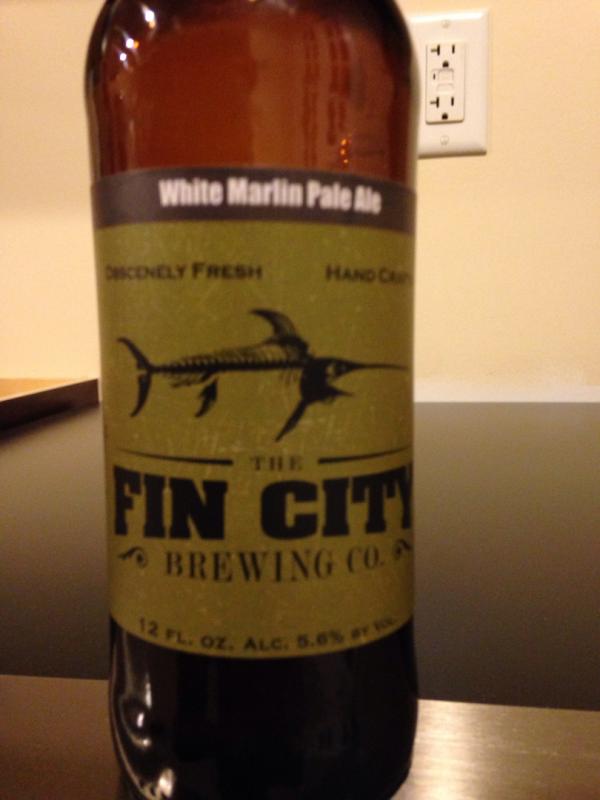 White Marlin Pale Ale
OBSCENELY FRESH HAND
THE
FIN CITY
BREWING CO.
12 FL. OZ. ALC. 5.6% BY VOL.